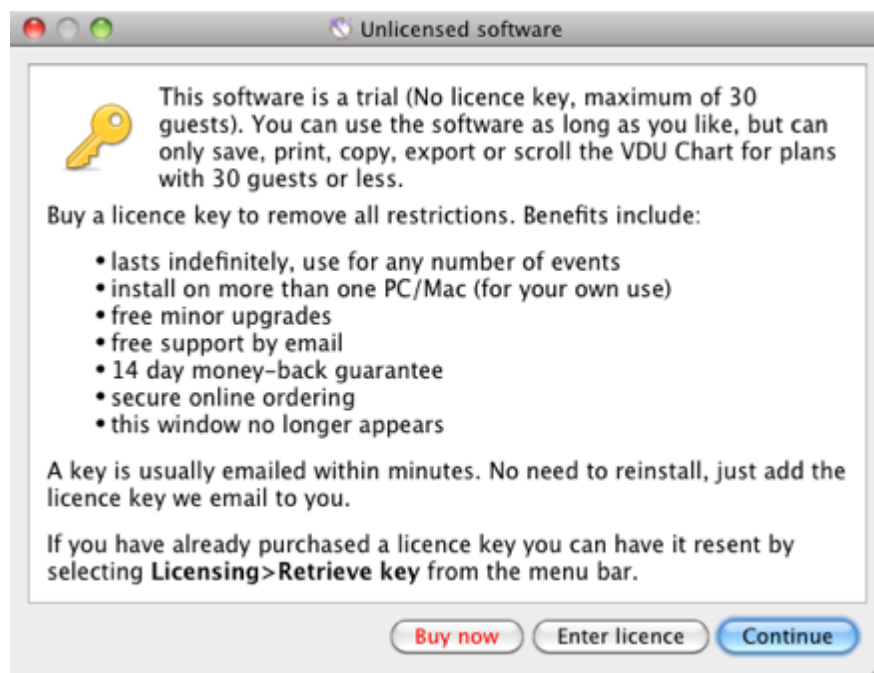 Unlicensed software
This software is a trial (No licence key, maximum of 30
guests). You can use the software as long as you like, but can
only save, print, copy, export or scroll the VDU Chart for plans
with 30 guests or less.
Buy a licence key to remove all restrictions. Benefits include:
• lasts indefinitely, use for any number of events
• install on more than one PC/Mac (for your own use)
• free minor upgrades
• free support by email
• 14 day money-back guarantee
• secure online ordering
• this window no longer appears
A key is usually emailed within minutes. No need to reinstall, just add the
licence key we email to you.
If you have already purchased a licence key you can have it resent by
selecting Licensing>Retrieve key from the menu bar.
Buy now Enter licence Continue